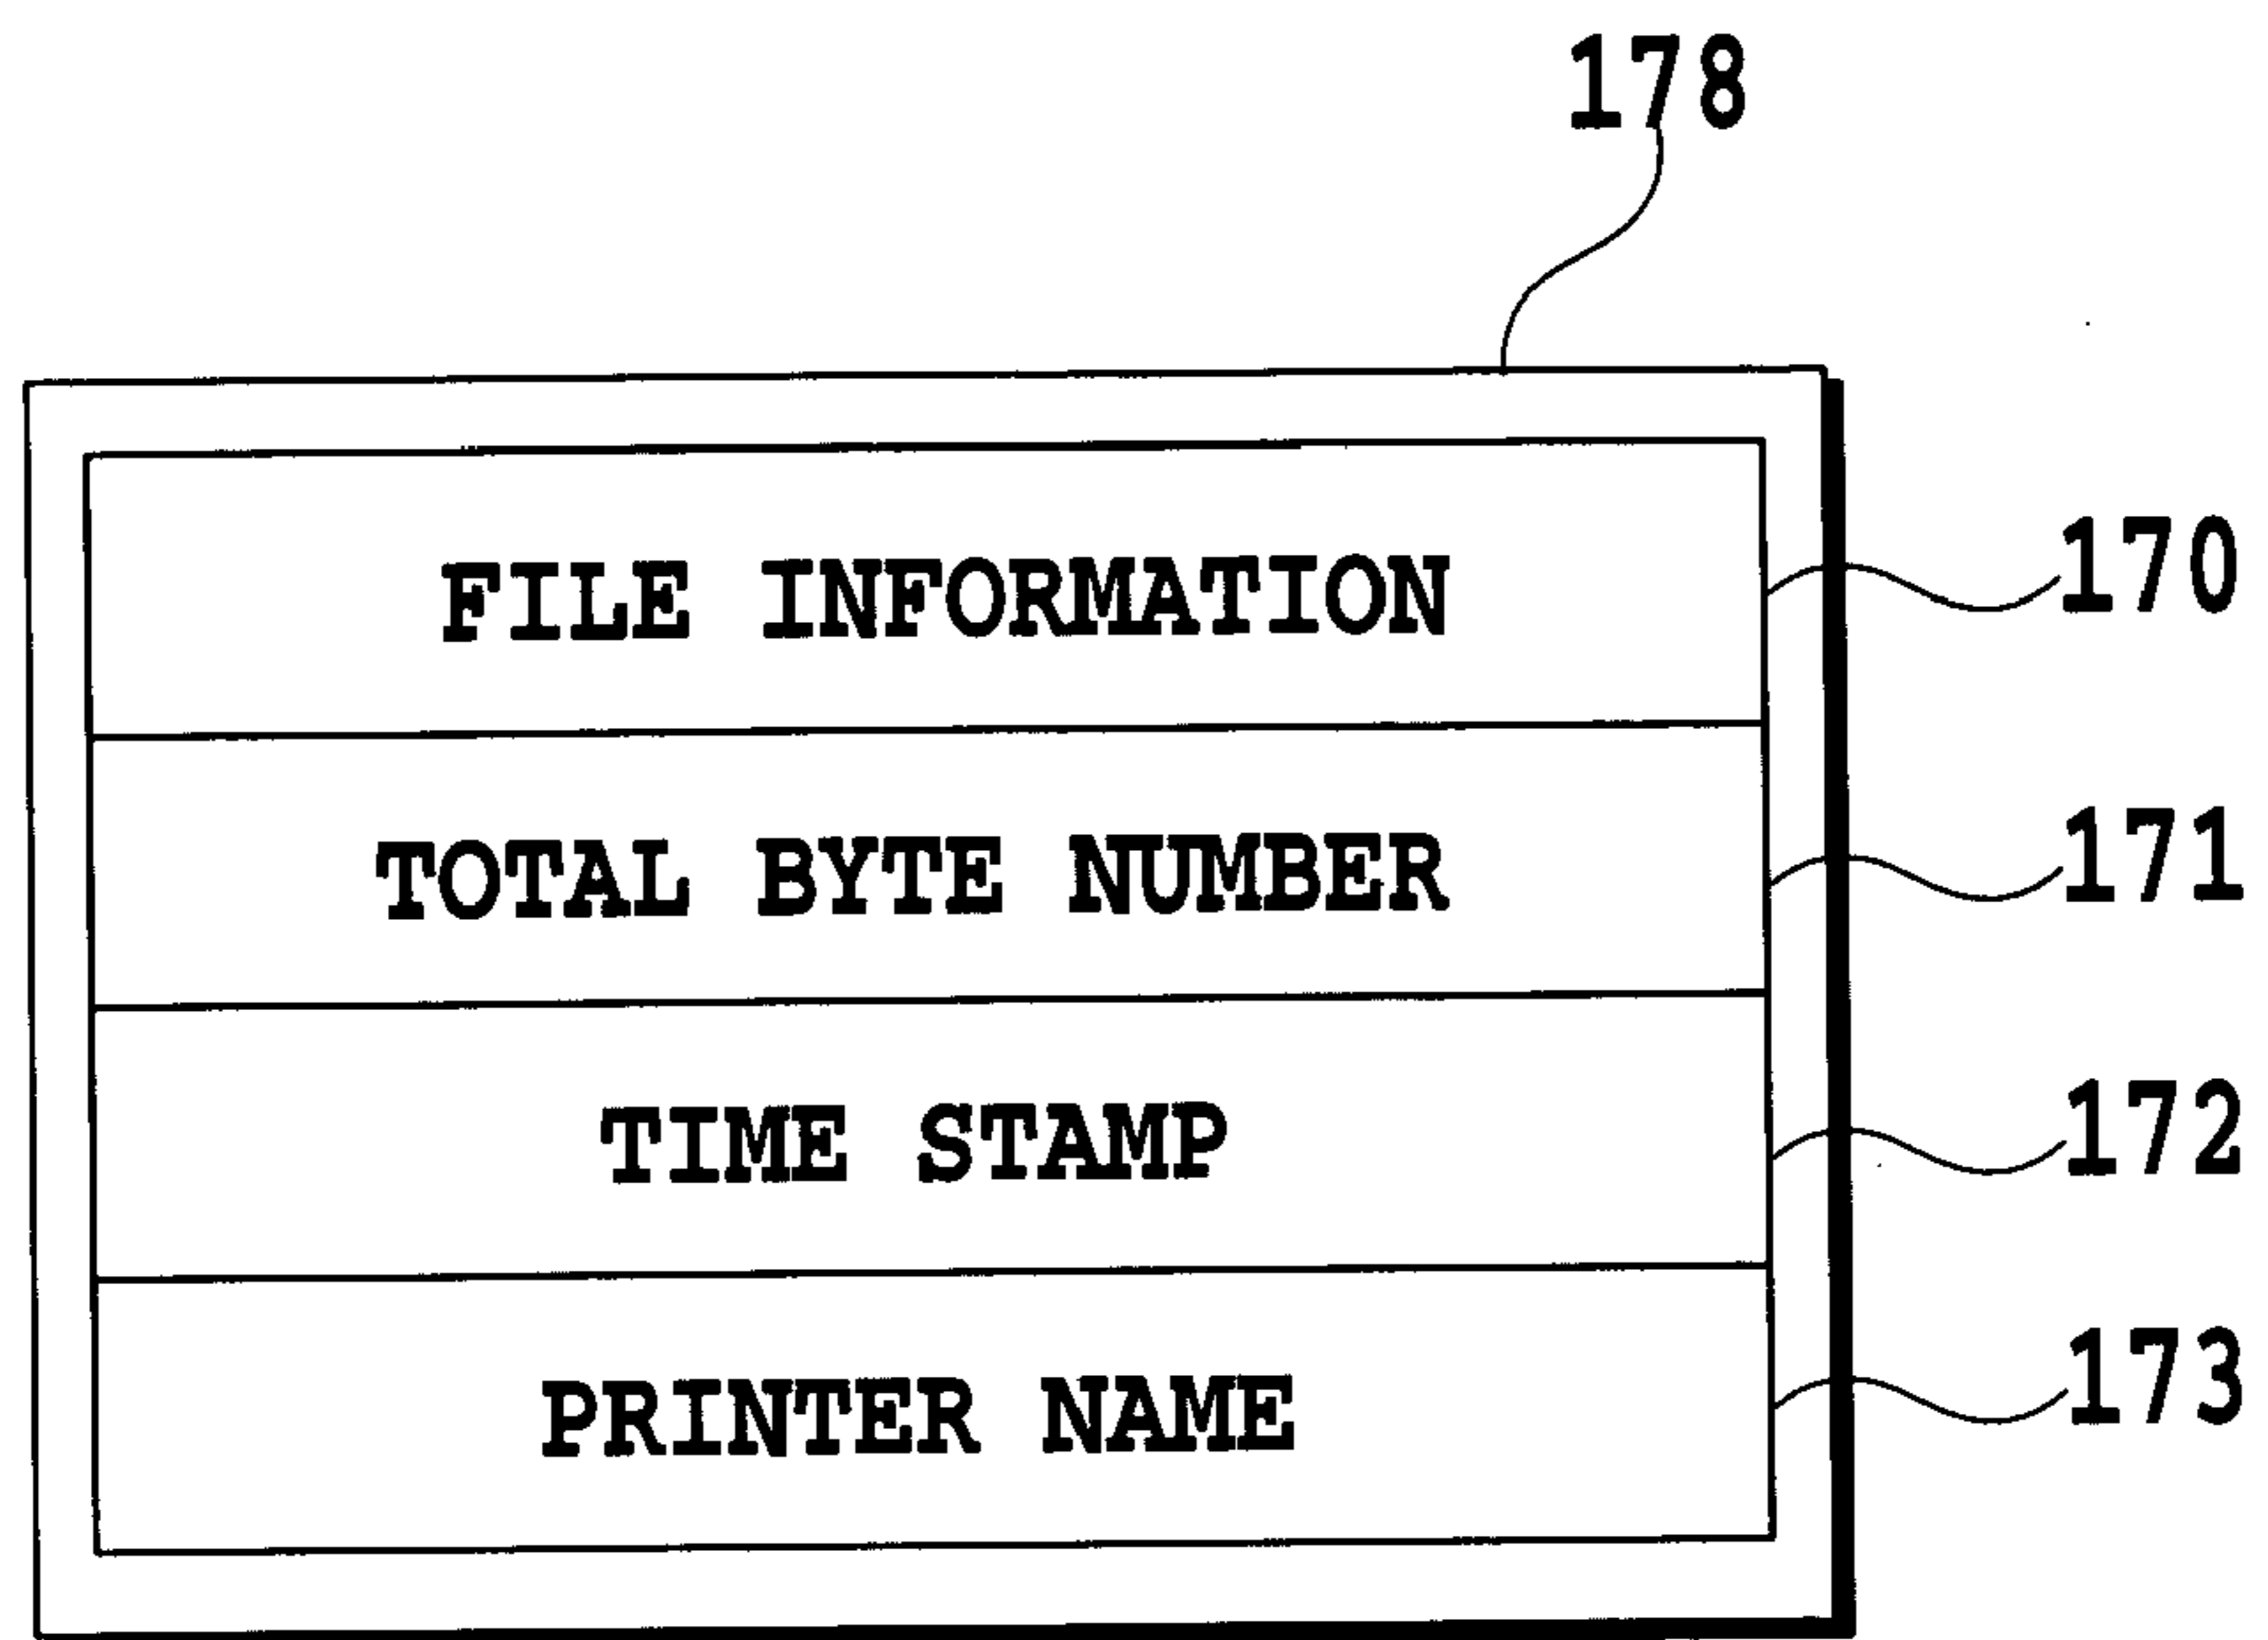 178
FILE INFORMATION 170
TOTAL BYTE NUMBER 171
TIME STAMP 172
PRINTER NAME 173